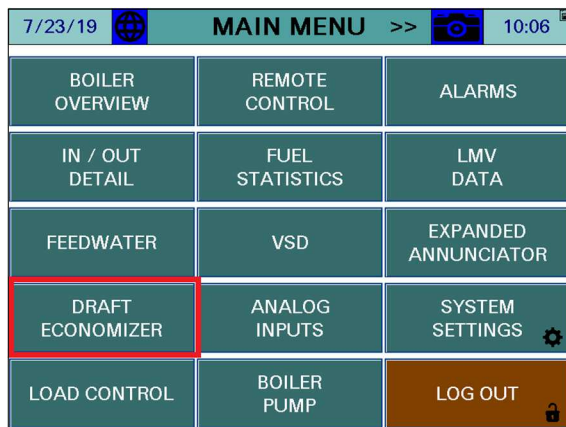 7/23/19 MAIN MENU >> 10:06
BOILER OVERVIEW
REMOTE CONTROL
ALARMS
IN / OUT DETAIL
FUEL STATISTICS
LMV DATA
FEEDWATER
VSD
EXPANDED ANNUNCIATOR
DRAFT ECONOMIZER
ANALOG INPUTS
SYSTEM SETTINGS
LOAD CONTROL
BOILER PUMP
LOG OUT